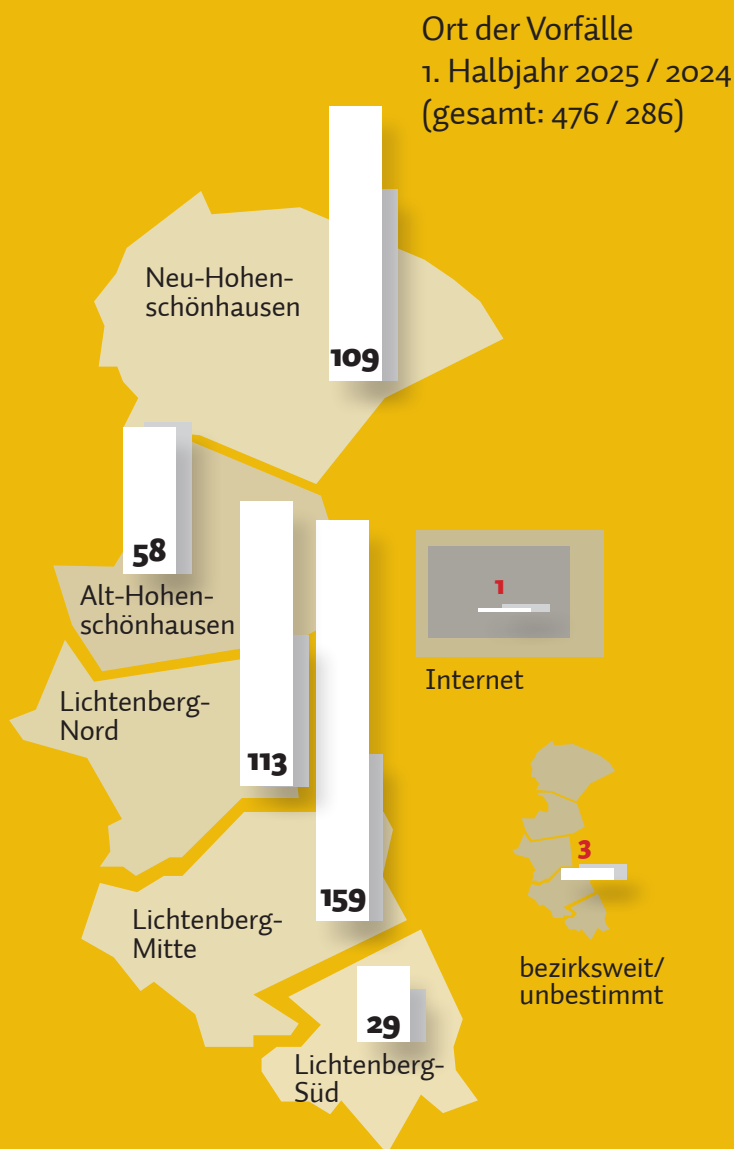 Ort der Vorfälle
1. Halbjahr 2025 / 2024
(gesamt: 476 / 286)
Neu-Hohen-
schönhausen
109
58
Alt-Hohen-
schönhausen
1
Internet
Lichtenberg-
Nord
113
3
bezirksweit/
unbestimmt
159
Lichtenberg-
Mitte
29
Lichtenberg-
Süd